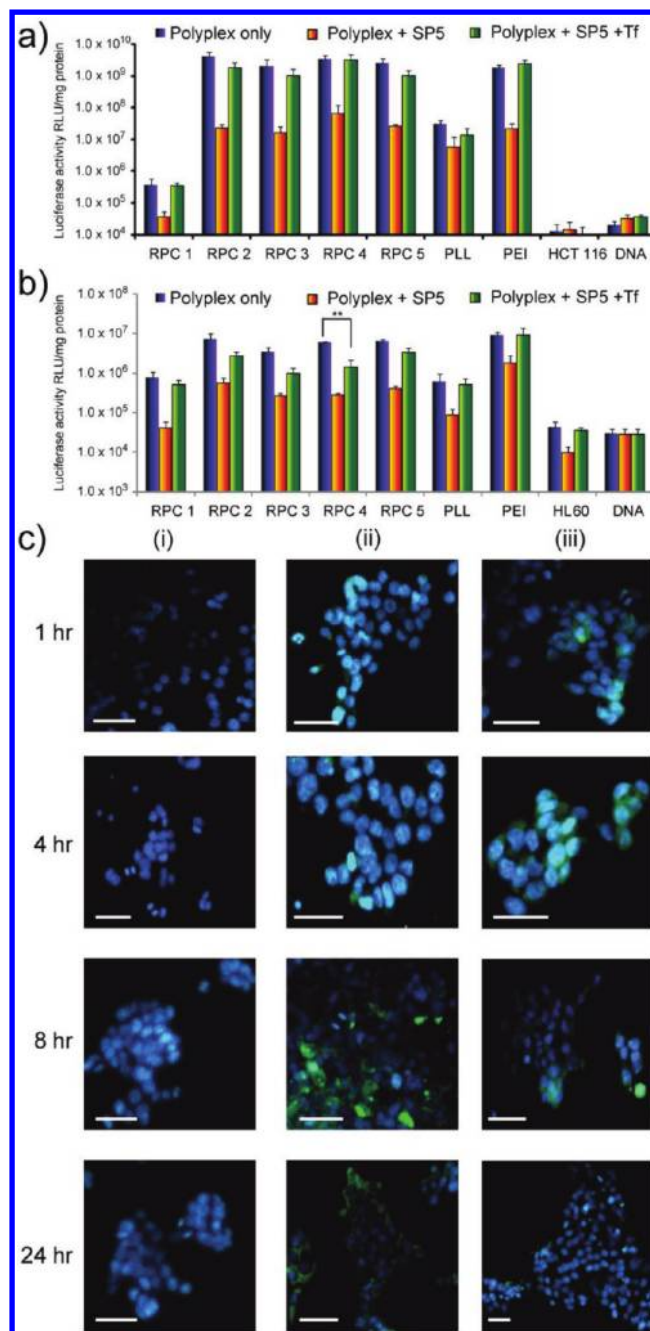 a)
Polyplex only Polyplex + SP5 Polyplex + SP5 +Tf
Luciferase activity RLU/mg protein
1.0 x 10^10
1.0 x 10^9
1.0 x 10^8
1.0 x 10^7
1.0 x 10^6
1.0 x 10^5
1.0 x 10^4
RPC 1 RPC 2 RPC 3 RPC 4 RPC 5 PLL PEI HCT 116 DNA
b)
Polyplex only Polyplex + SP5 Polyplex + SP5 +Tf
Luciferase activity RLU/mg protein
1.0 x 10^8
1.0 x 10^7
1.0 x 10^6
1.0 x 10^5
1.0 x 10^4
1.0 x 10^3
**
RPC 1 RPC 2 RPC 3 RPC 4 RPC 5 PLL PEI HL60 DNA
c) (i) (ii) (iii)
1 hr
4 hr
8 hr
24 hr